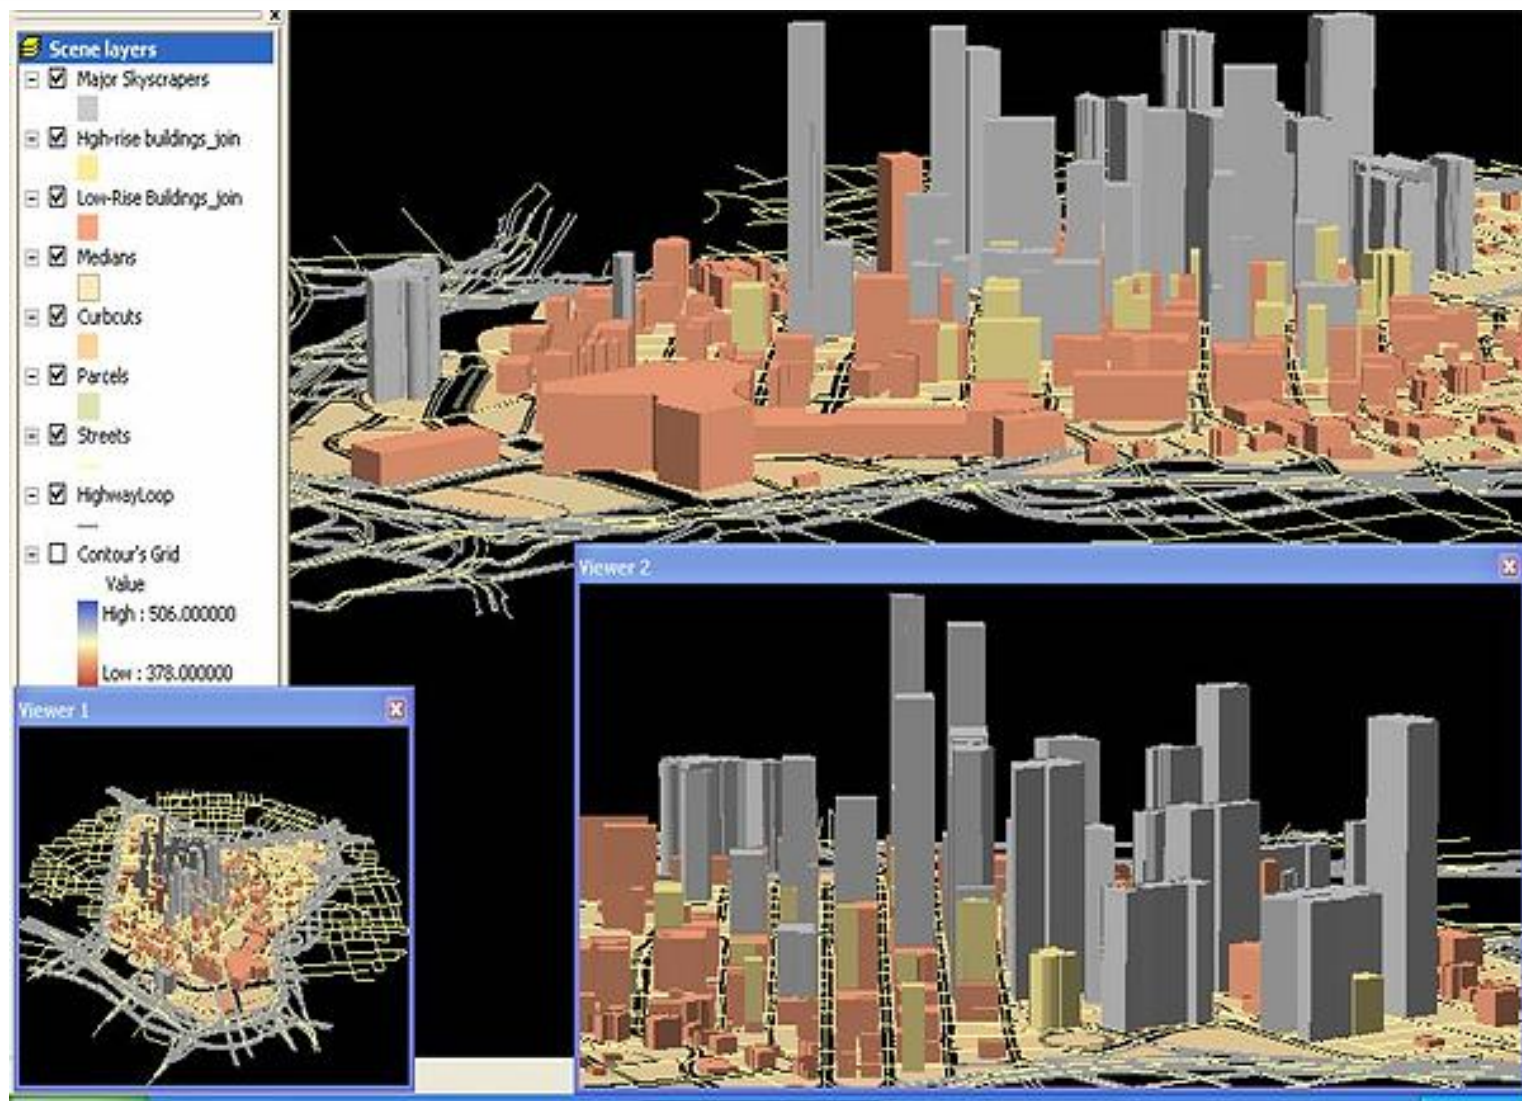 Scene layers
Major Skyscrapers
Hgih-rise buildings_join
Low-Rise Buildings_join
Medians
Curbcuts
Parcels
Streets
HighwayLoop
Contour's Grid
Value
High : 506.000000
Low : 378.000000
Viewer 1
Viewer 2